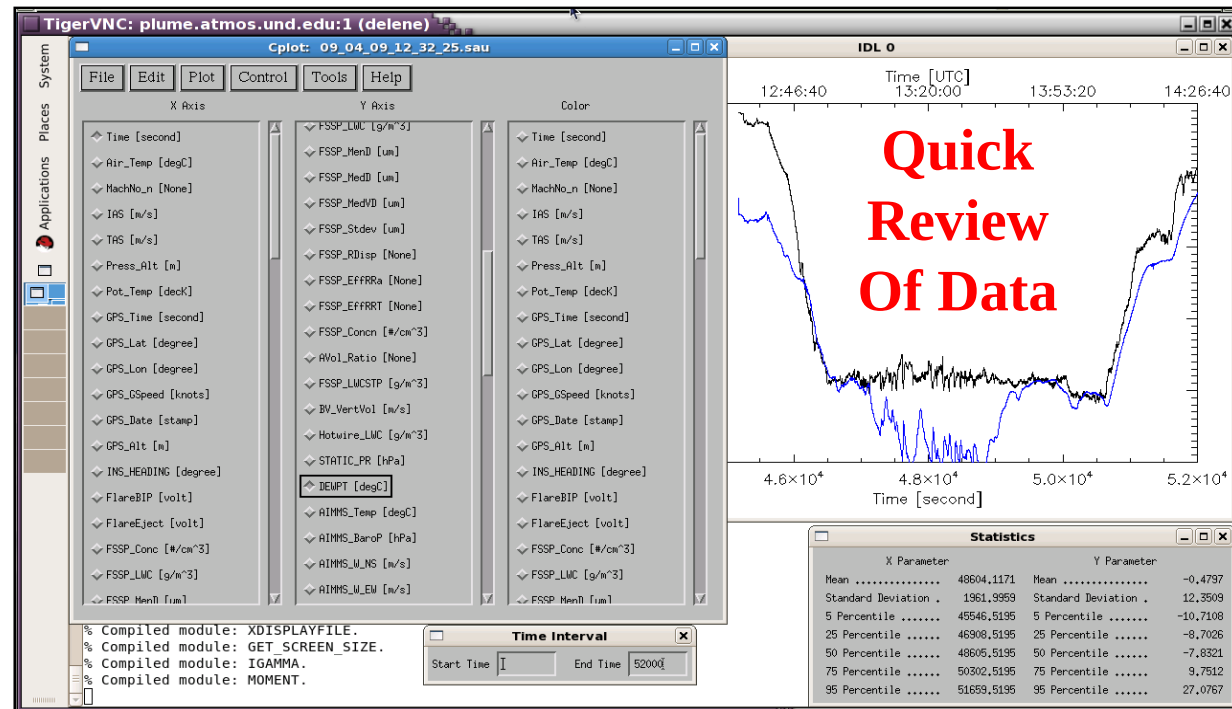 TigerVNC: plume.atmos.und.edu:1 (delene)
System
Places
Applications
Cplot: 09_04_09_12_32_25.sau
File Edit Plot Control Tools Help
X Axis
Time [second]
Air_Temp [degC]
MachNo_n [None]
IAS [m/s]
TAS [m/s]
Press_Alt [m]
Pot_Temp [decK]
GPS_Time [second]
GPS_Lat [degree]
GPS_Lon [degree]
GPS_GSpeed [knots]
GPS_Date [stamp]
GPS_Alt [m]
INS_HEADING [degree]
FlareBIP [volt]
FlareEject [volt]
FSSP_Conc [#/cm^3]
FSSP_LWC [g/m^3]
FSSP_MenD [um]
Y Axis
FSSP_LWC [g/m^3]
FSSP_MenD [um]
FSSP_MedD [um]
FSSP_MedVD [um]
FSSP_Stdev [um]
FSSP_RDisp [None]
FSSP_EffRRa [None]
FSSP_EffRRT [None]
FSSP_Concn [#/cm^3]
AVol_Ratio [None]
FSSP_LWCSTP [g/m^3]
BV_VertVol [m/s]
Hotwire_LWC [g/m^3]
STATIC_PR [hPa]
DEWPT [degC]
AIMMS_Temp [degC]
AIMMS_BaroP [hPa]
AIMMS_W_NS [m/s]
AIMMS_W_EW [m/s]
Color
Time [second]
Air_Temp [degC]
MachNo_n [None]
IAS [m/s]
TAS [m/s]
Press_Alt [m]
Pot_Temp [decK]
GPS_Time [second]
GPS_Lat [degree]
GPS_Lon [degree]
GPS_GSpeed [knots]
GPS_Date [stamp]
GPS_Alt [m]
INS_HEADING [degree]
FlareBIP [volt]
FlareEject [volt]
FSSP_Conc [#/cm^3]
FSSP_LWC [g/m^3]
FSSP_MenD [um]
IDL 0
Time [UTC]
12:46:40 13:20:00 13:53:20 14:26:40
Quick
Review
Of Data
4.6×10⁴ 4.8×10⁴ 5.0×10⁴ 5.2×10⁴
Time [second]
% Compiled module: XDISPLAYFILE.
% Compiled module: GET_SCREEN_SIZE.
% Compiled module: IGAMMA.
% Compiled module: MOMENT.
Time Interval
Start Time End Time 52000
Statistics
X Parameter Y Parameter
Mean ............... 48604.1171 Mean ............... -0.4797
Standard Deviation . 1961.9959 Standard Deviation . 12.3509
5 Percentile ....... 45546.5195 5 Percentile ....... -10.7108
25 Percentile ...... 46908.5195 25 Percentile ...... -8.7026
50 Percentile ...... 48605.5195 50 Percentile ...... -7.8321
75 Percentile ...... 50302.5195 75 Percentile ...... 9.7512
95 Percentile ...... 51659.5195 95 Percentile ...... 27.0767